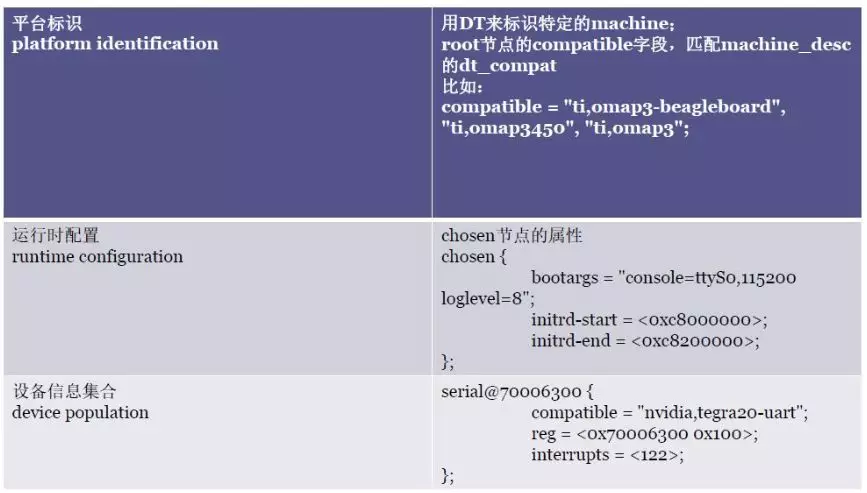 平台标识
platform identification
用DT来标识特定的machine；
root节点的compatible字段，匹配machine_desc
的dt_compat
比如：
compatible = "ti,omap3-beagleboard",
"ti,omap3450", "ti,omap3";
运行时配置
runtime configuration
chosen节点的属性
chosen {
bootargs = "console=ttyS0,115200
loglevel=8";
initrd-start = <0xc8000000>;
initrd-end = <0xc8200000>;
};
设备信息集合
device population
serial@70006300 {
compatible = "nvidia,tegra20-uart";
reg = <0x70006300 0x100>;
interrupts = <122>;
};